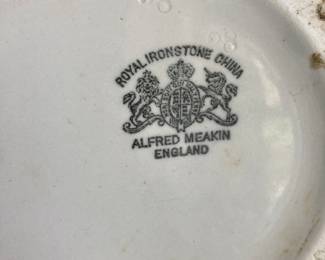 ROYAL IRONSTONE CHINA
ALFRED MEAKIN
ENGLAND